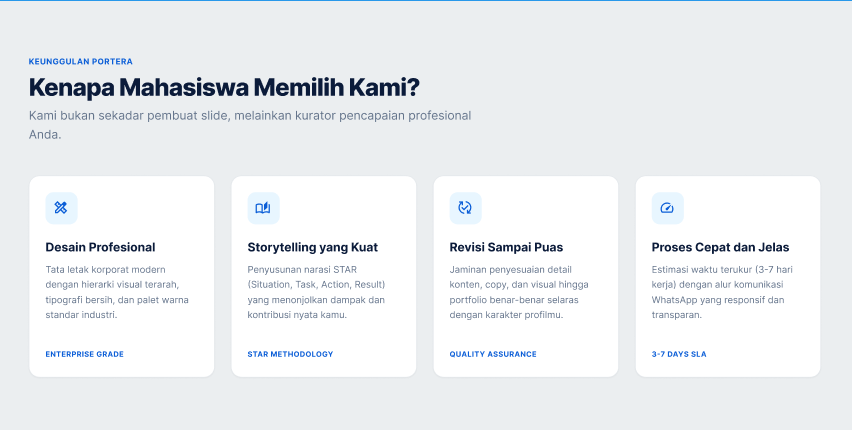 KEUNGGULAN PORTERA
Kenapa Mahasiswa Memilih Kami?
Kami bukan sekadar pembuat slide, melainkan kurator pencapaian profesional
Anda.
Desain Profesional
Tata letak korporat modern
dengan hierarki visual terarah,
tipografi bersih, dan palet warna
standar industri.
ENTERPRISE GRADE
Storytelling yang Kuat
Penyusunan narasi STAR
(Situation, Task, Action, Result)
yang menonjolkan dampak dan
kontribusi nyata kamu.
STAR METHODOLOGY
Revisi Sampai Puas
Jaminan penyesuaian detail
konten, copy, dan visual hingga
portfolio benar-benar selaras
dengan karakter profilmu.
QUALITY ASSURANCE
Proses Cepat dan Jelas
Estimasi waktu terukur (3-7 hari
kerja) dengan alur komunikasi
WhatsApp yang responsif dan
transparan.
3-7 DAYS SLA